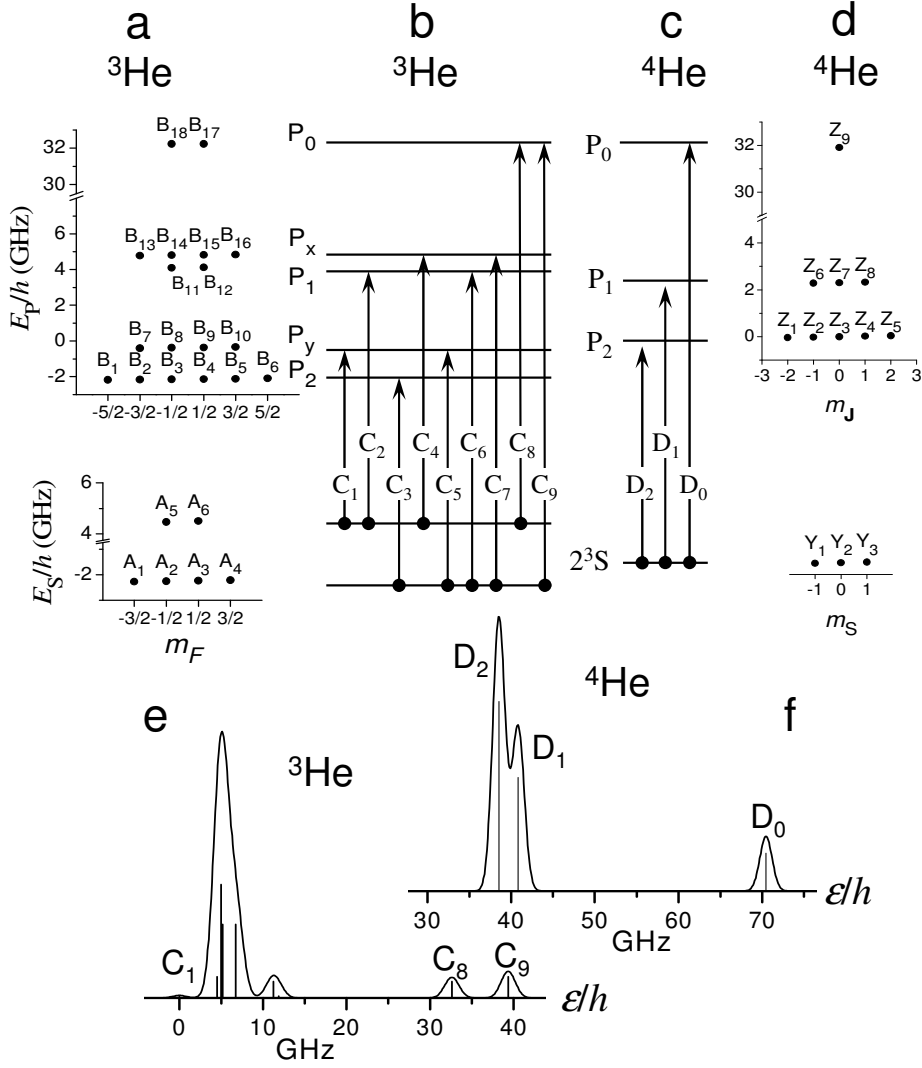 a b c d
³He ³He ⁴He ⁴He
E_P/h (GHz)
32
30
6
4
2
0
-2
B₁₈ B₁₇
B₁₃ B₁₄ B₁₅ B₁₆
B₁₁ B₁₂
B₇ B₈ B₉ B₁₀
B₁ B₂ B₃ B₄ B₅ B₆
-5/2 -3/2 -1/2 1/2 3/2 5/2
E_S/h (GHz)
6
4
-2
A₅ A₆
A₁ A₂ A₃ A₄
-3/2 -1/2 1/2 3/2
m_F
P₀
P_x
P₁
P_y
P₂
C₂ C₄ C₆ C₈
C₁ C₃ C₅ C₇ C₉
P₀
P₁
P₂
D₁
D₂ D₀
2³S
32
30
4
2
0
Z₉
Z₆ Z₇ Z₈
Z₁ Z₂ Z₃ Z₄ Z₅
-3 -2 -1 0 1 2 3
m_J
Y₁ Y₂ Y₃
-1 0 1
m_S
e
³He
C₁
C₈
C₉
0 10 20 30 40
GHz
ε/h
f
⁴He
D₂
D₁
D₀
30 40 50 60 70
GHz
ε/h